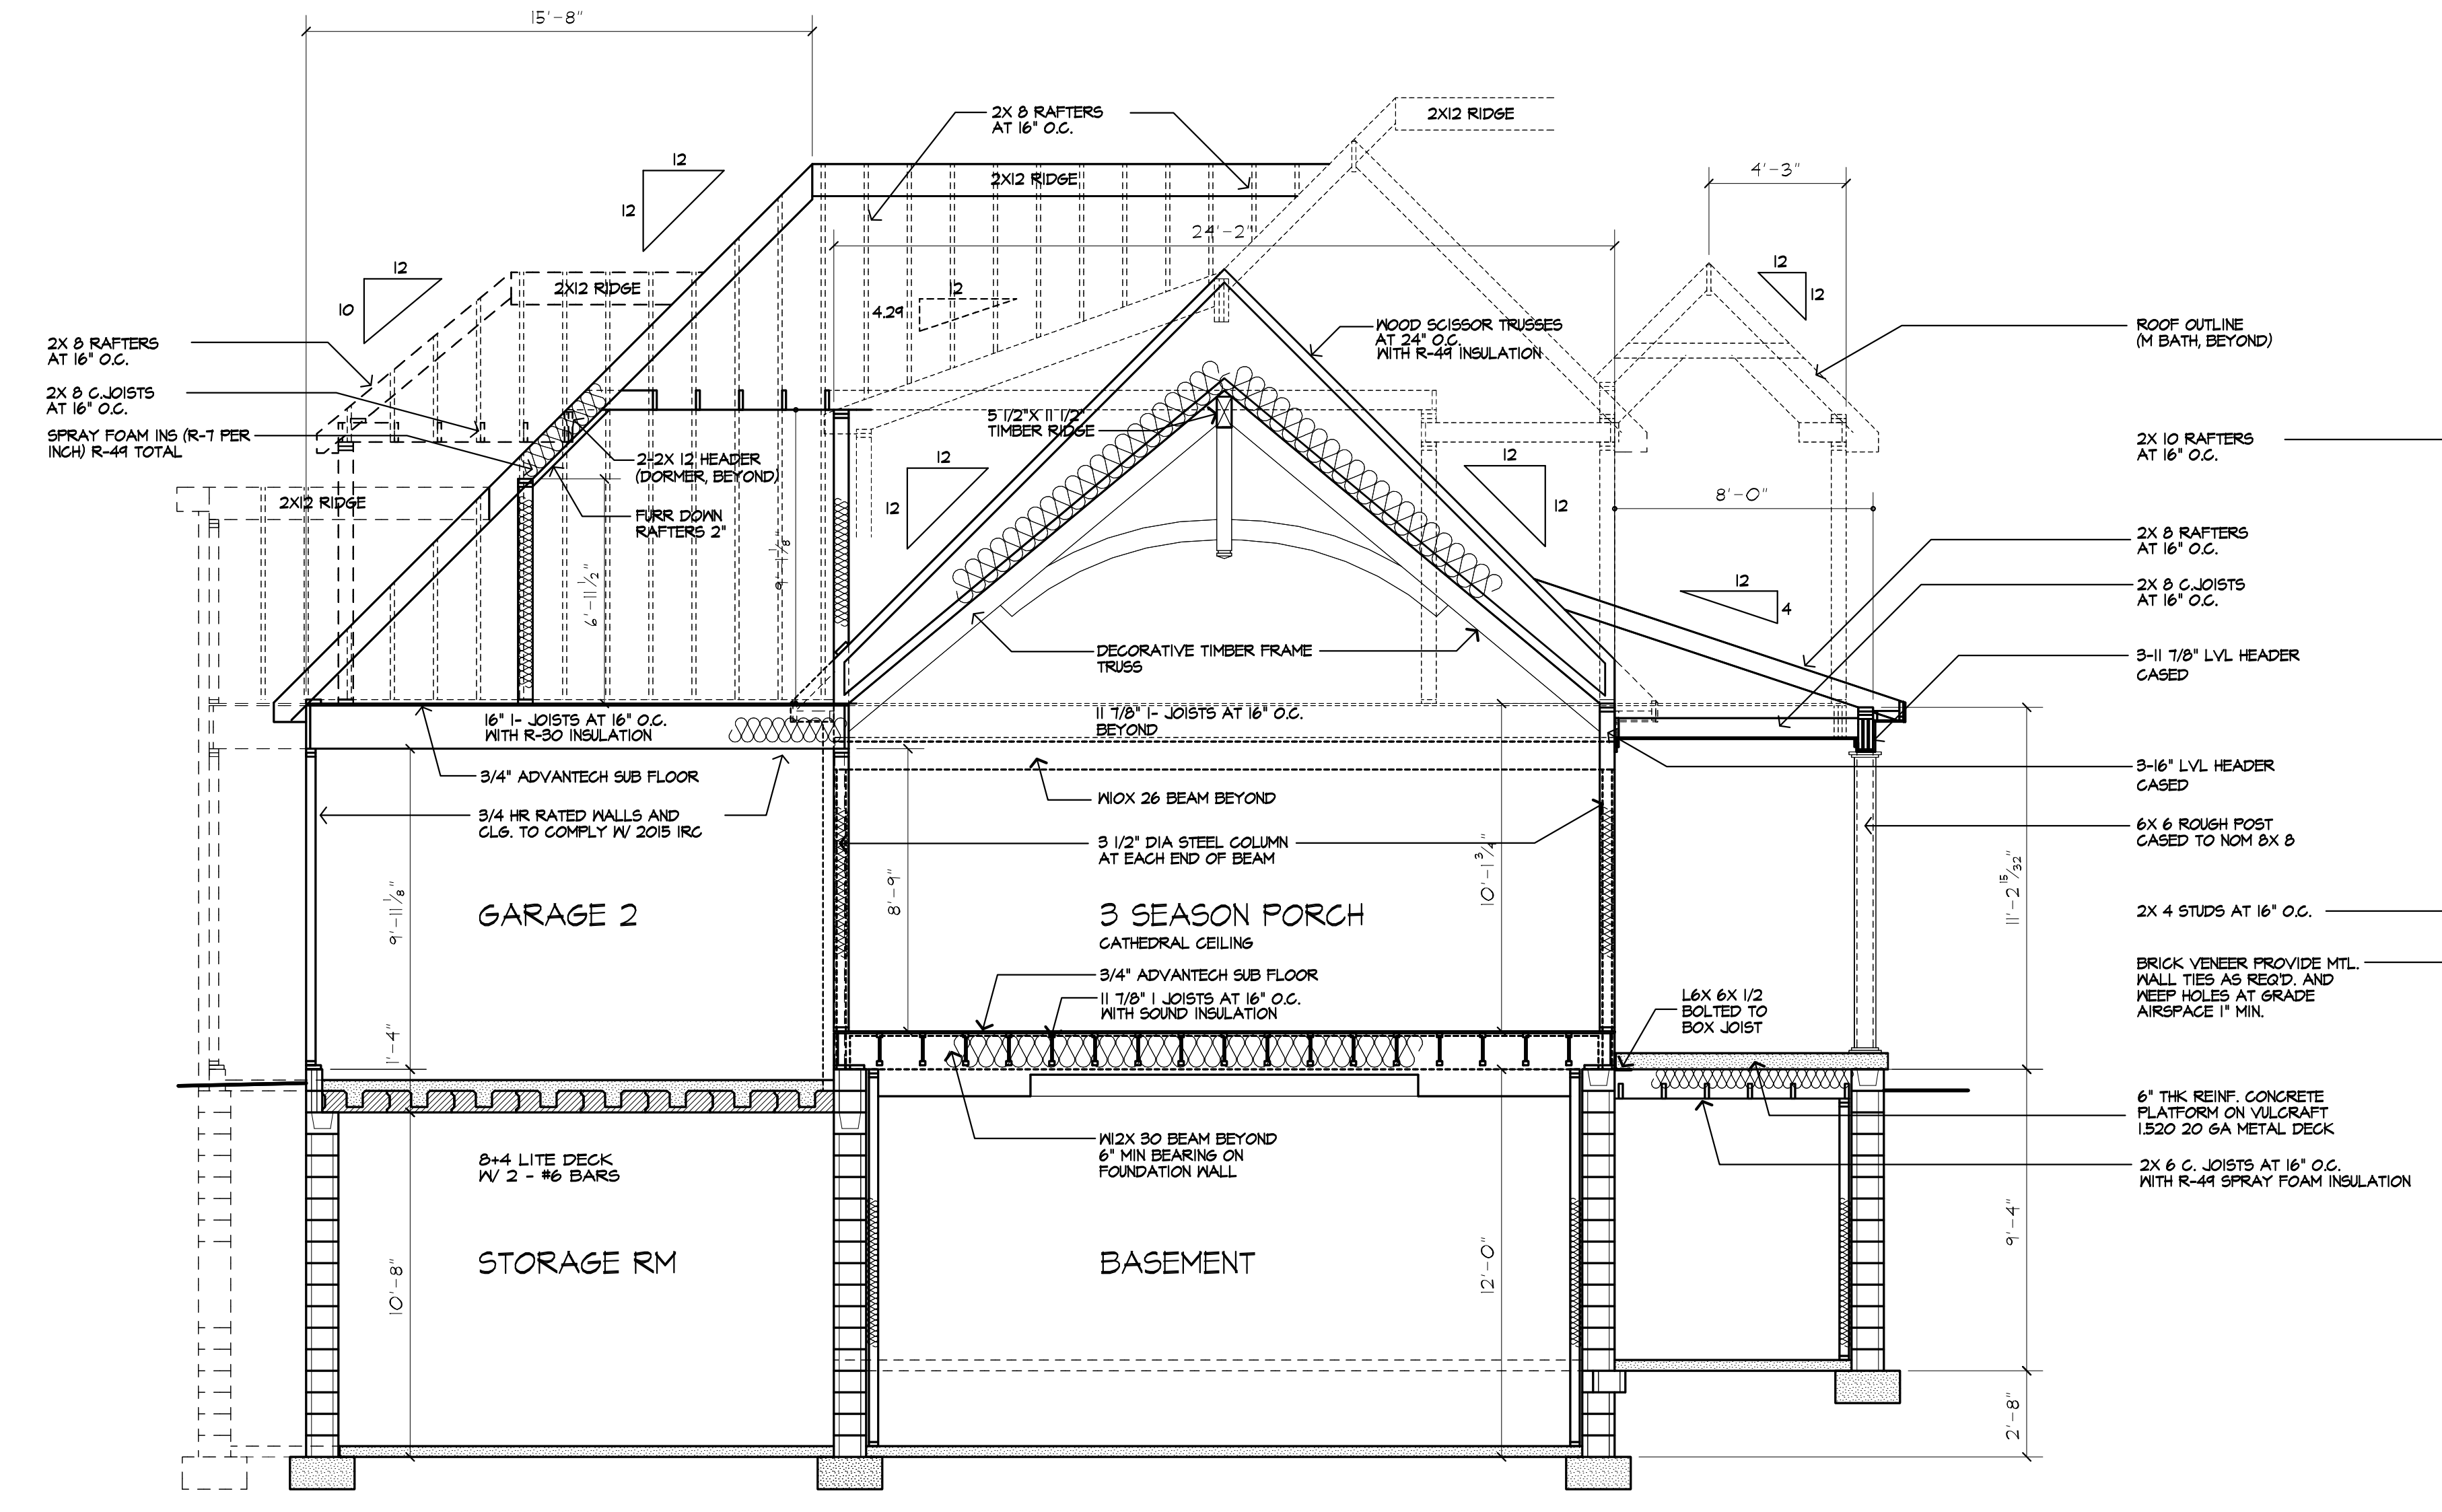 15'-8"
2X 8 RAFTERS
AT 16" O.C.
2X12 RIDGE
12
12
2X12 RIDGE
4'-3"
24'-2"
12
10
2X12 RIDGE
12
4.29
12
12
2X 8 RAFTERS
AT 16" O.C.
2X 8 C.JOISTS
AT 16" O.C.
SPRAY FOAM INS (R-7 PER
INCH) R-49 TOTAL
WOOD SCISSOR TRUSSES
AT 24" O.C.
WITH R-49 INSULATION
ROOF OUTLINE
(M BATH, BEYOND)
5 1/2"X 11 1/2"
TIMBER RIDGE
2-2X 12 HEADER
(DORMER, BEYOND)
2X12 RIDGE
FURR DOWN
RAFTERS 2"
12
12
12
12
8'-0"
2X 10 RAFTERS
AT 16" O.C.
6'-11 1/2"
9'-1 1/8"
2X 8 RAFTERS
AT 16" O.C.
12
4
2X 8 C.JOISTS
AT 16" O.C.
DECORATIVE TIMBER FRAME
TRUSS
3-11 7/8" LVL HEADER
CASED
16" I- JOISTS AT 16" O.C.
WITH R-30 INSULATION
11 7/8" I- JOISTS AT 16" O.C.
BEYOND
3/4" ADVANTECH SUB FLOOR
W10X 26 BEAM BEYOND
3-16" LVL HEADER
CASED
3/4 HR RATED WALLS AND
CLG. TO COMPLY W/ 2015 IRC
3 1/2" DIA STEEL COLUMN
AT EACH END OF BEAM
6X 6 ROUGH POST
CASED TO NOM 8X 8
9'-11 1/8"
8'-9"
10'-1 3/4"
11'-2 15/32"
GARAGE 2
3 SEASON PORCH
CATHEDRAL CEILING
2X 4 STUDS AT 16" O.C.
3/4" ADVANTECH SUB FLOOR
11 7/8" I JOISTS AT 16" O.C.
WITH SOUND INSULATION
BRICK VENEER PROVIDE MTL.
WALL TIES AS REQ'D. AND
WEEP HOLES AT GRADE
AIRSPACE 1" MIN.
L6X 6X 1/2
BOLTED TO
BOX JOIST
1'-4"
6" THK REINF. CONCRETE
PLATFORM ON VULCRAFT
1.520 20 GA METAL DECK
W12X 30 BEAM BEYOND
6" MIN BEARING ON
FOUNDATION WALL
8+4 LITE DECK
W/ 2 - #6 BARS
2X 6 C. JOISTS AT 16" O.C.
WITH R-49 SPRAY FOAM INSULATION
STORAGE RM
BASEMENT
10'-8"
12'-0"
9'-4"
2'-8"